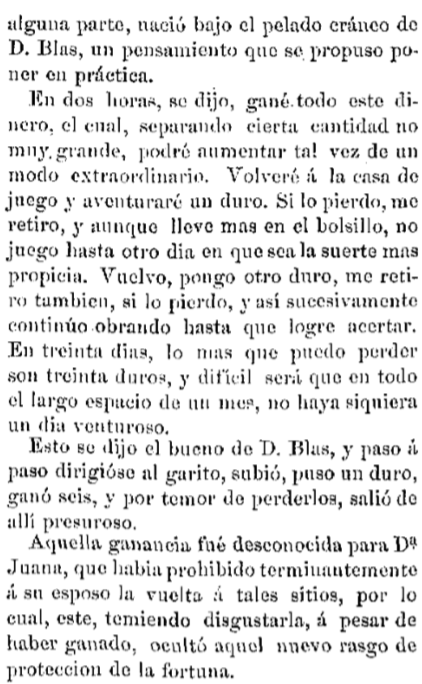 alguna parte, nació bajo el pelado cráneo de
D. Blas, un pensamiento que se propuso po-
ner en práctica.
En dos horas, se dijo, gané todo este di-
nero, el cual, separando cierta cantidad no
muy grande, podré aumentar tal vez de un
modo extraordinario. Volveré á la casa de
juego y aventuraré un duro. Si lo pierdo, me
retiro, y aunque lleve mas en el bolsillo, no
juego hasta otro dia en que sea la suerte mas
propicia. Vuelvo, pongo otro duro, me reti-
ro tambien, si lo pierdo, y así sucesivamente
continúo obrando hasta que logre acertar.
En treinta dias, lo mas que puedo perder
son treinta duros, y difícil será que en todo
el largo espacio de un mes, no haya siquiera
un dia venturoso.
Esto se dijo el bueno de D. Blas, y paso á
paso dirigióse al garito, subió, puso un duro,
ganó seis, y por temor de perderlos, salió de
allí presuroso.
Aquella ganancia fué desconocida para Dª
Juana, que habia prohibido terminantemente
á su esposo la vuelta á tales sitios, por lo
cual, este, temiendo disgustarla, á pesar de
haber ganado, ocultó aquel nuevo rasgo de
proteccion de la fortuna.